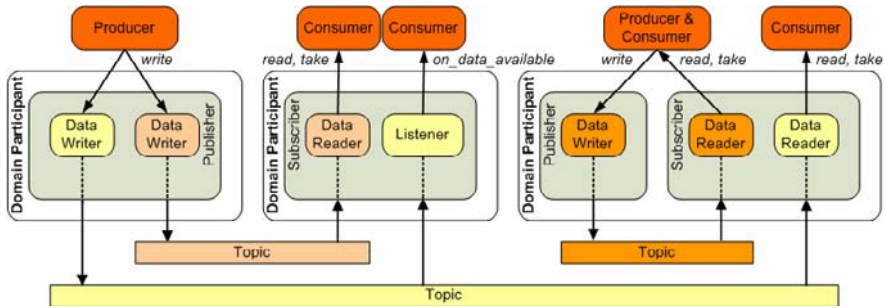 Producer
Consumer
Consumer
Producer &
Consumer
Consumer
write
read, take
on_data_available
write
read, take
read, take
Domain Participant
Data
Writer
Data
Writer
Publisher
Domain Participant
Subscriber
Data
Reader
Listener
Domain Participant
Publisher
Data
Writer
Subscriber
Data
Reader
Data
Reader
Topic
Topic
Topic